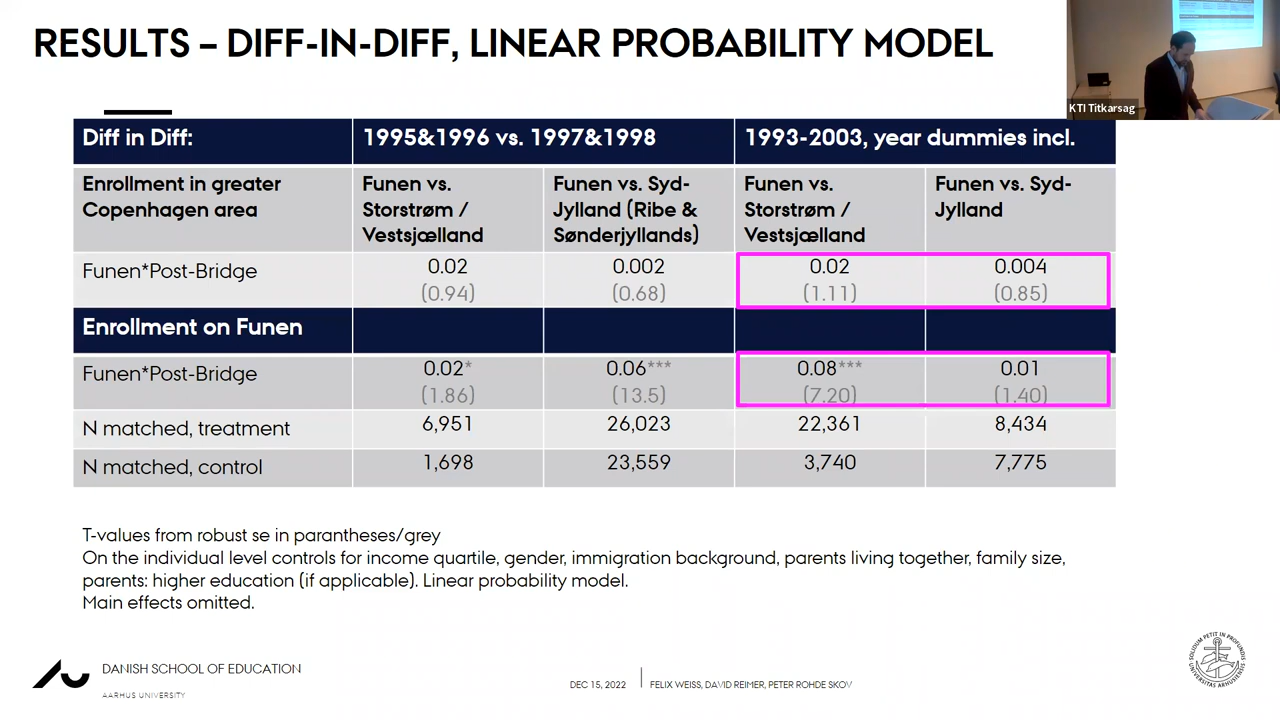 RESULTS – DIFF-IN-DIFF, LINEAR PROBABILITY MODEL
KTI Titkarsag
Diff in Diff: 1995&1996 vs. 1997&1998 1993-2003, year dummies incl.
Enrollment in greater Funen vs. Funen vs. Syd- Funen vs. Funen vs. Syd-
Copenhagen area Storstrøm / Jylland (Ribe & Storstrøm / Jylland
Vestsjælland Sønderjyllands) Vestsjælland
Funen*Post-Bridge 0.02 0.002 0.02 0.004
(0.94) (0.68) (1.11) (0.85)
Enrollment on Funen
Funen*Post-Bridge 0.02* 0.06*** 0.08*** 0.01
(1.86) (13.5) (7.20) (1.40)
N matched, treatment 6,951 26,023 22,361 8,434
N matched, control 1,698 23,559 3,740 7,775
T-values from robust se in parantheses/grey
On the individual level controls for income quartile, gender, immigration background, parents living together, family size,
parents: higher education (if applicable). Linear probability model.
Main effects omitted.
DANISH SCHOOL OF EDUCATION
AARHUS UNIVERSITY
DEC 15, 2022 FELIX WEISS, DAVID REIMER, PETER ROHDE SKOV